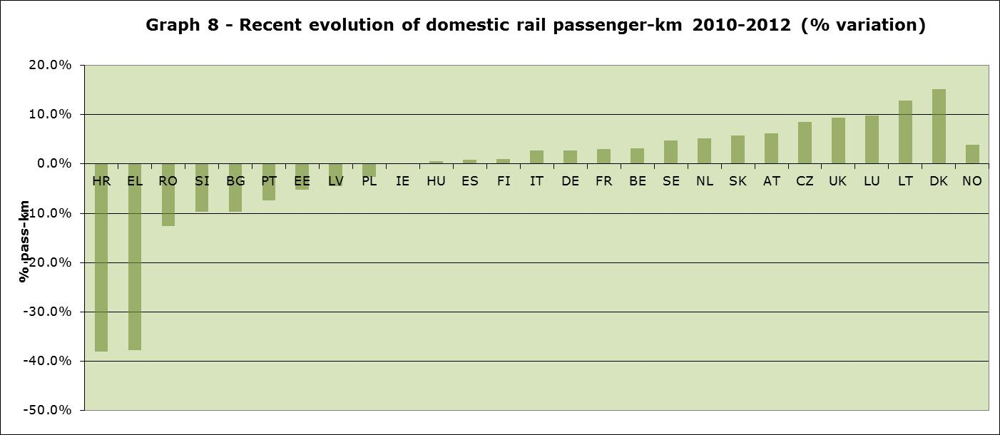 Graph 8 - Recent evolution of domestic rail passenger-km 2010-2012 (% variation)
20.0%
10.0%
0.0%
-10.0%
-20.0%
-30.0%
-40.0%
-50.0%
% pass-km
HR EL RO SI BG PT EE LV PL IE HU ES FI IT DE FR BE SE NL SK AT CZ UK LU LT DK NO